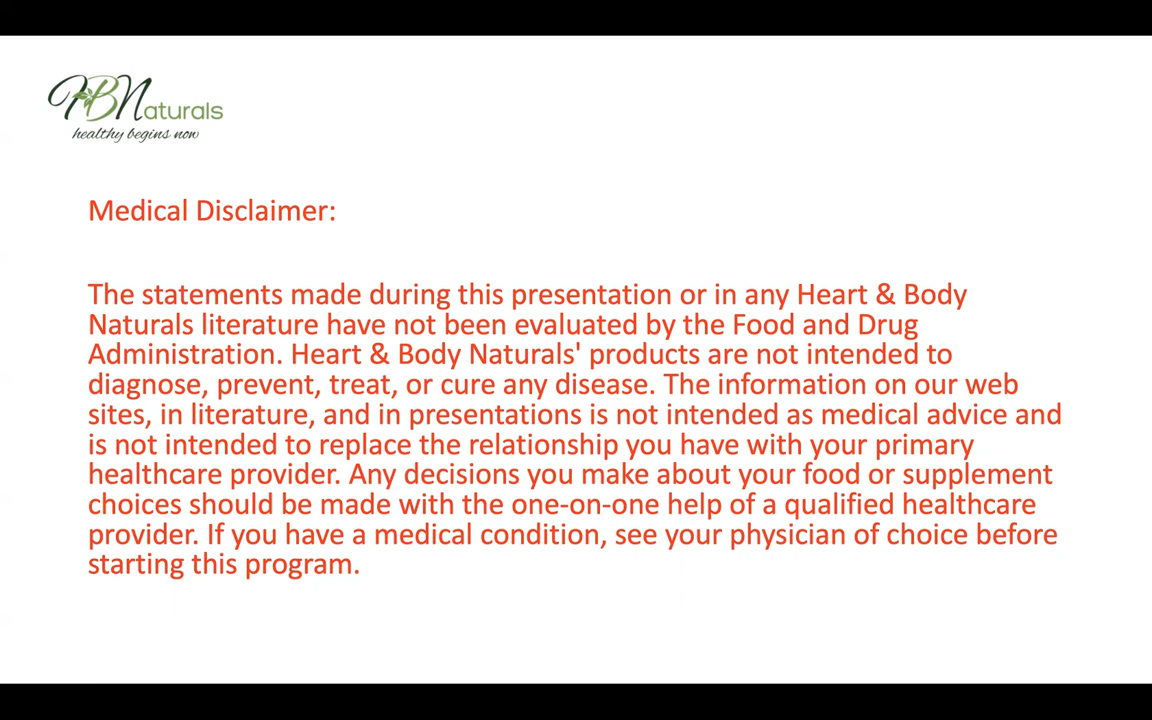 HBNaturals
healthy begins now
Medical Disclaimer:
The statements made during this presentation or in any Heart & Body
Naturals literature have not been evaluated by the Food and Drug
Administration. Heart & Body Naturals' products are not intended to
diagnose, prevent, treat, or cure any disease. The information on our web
sites, in literature, and in presentations is not intended as medical advice and
is not intended to replace the relationship you have with your primary
healthcare provider. Any decisions you make about your food or supplement
choices should be made with the one-on-one help of a qualified healthcare
provider. If you have a medical condition, see your physician of choice before
starting this program.